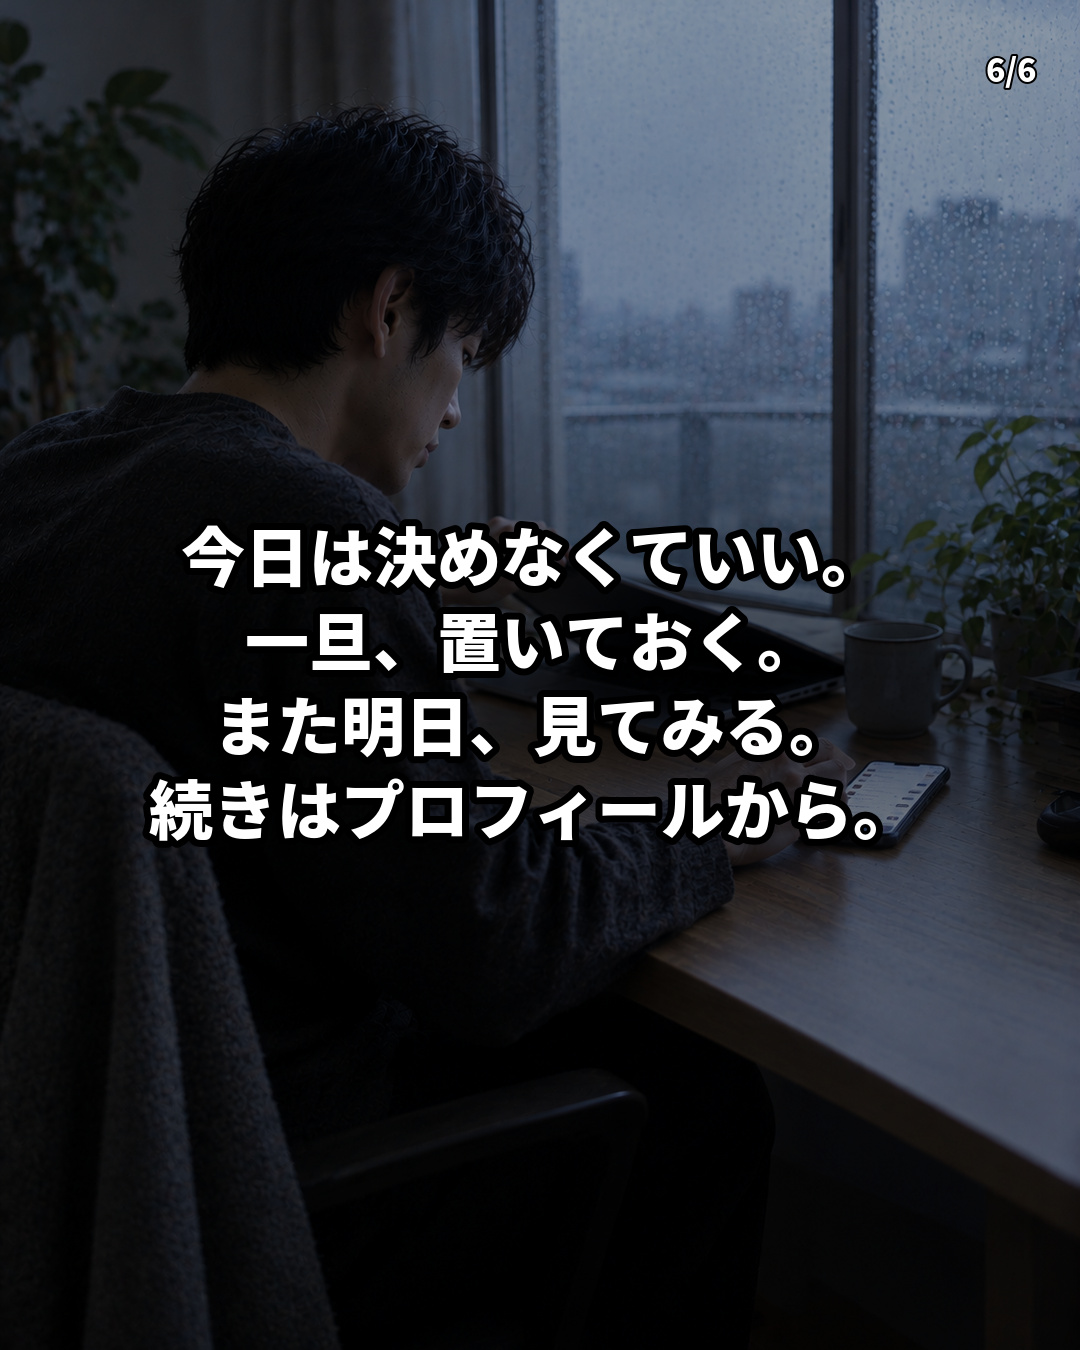 6/6
今日は決めなくていい。
一旦、置いておく。
また明日、見てみる。
続きはプロフィールから。